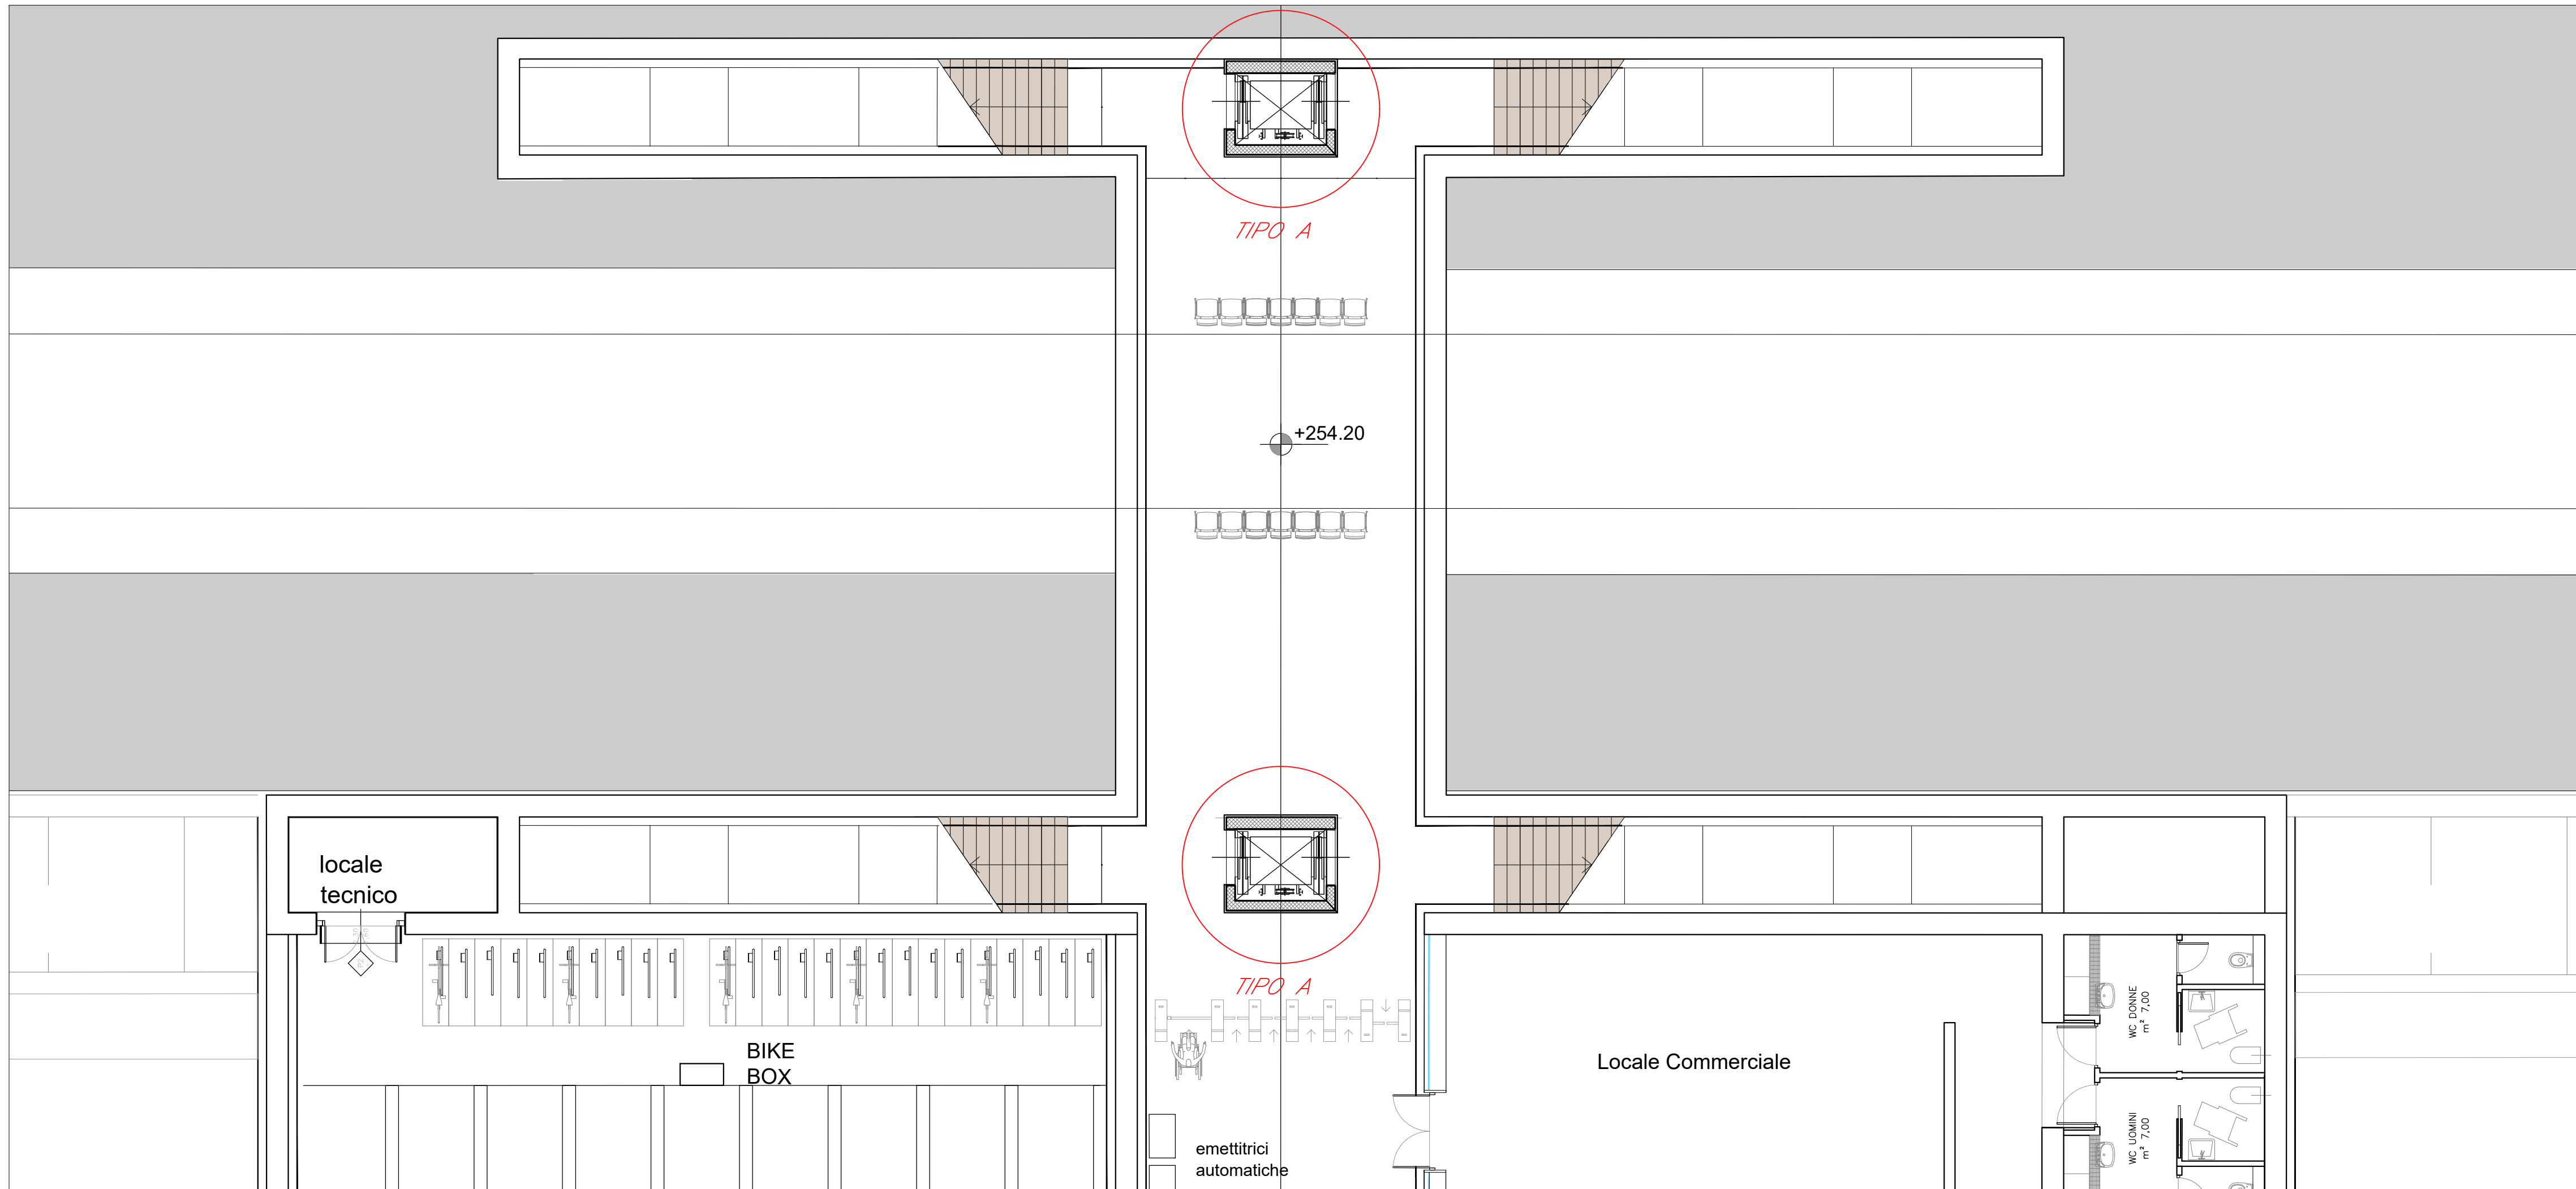 TIPO A
+254.20
locale
tecnico
TIPO A
BIKE
BOX
Locale Commerciale
WC DONNE
m² 7,00
WC UOMINI
m² 7,00
emettitrici
automatiche